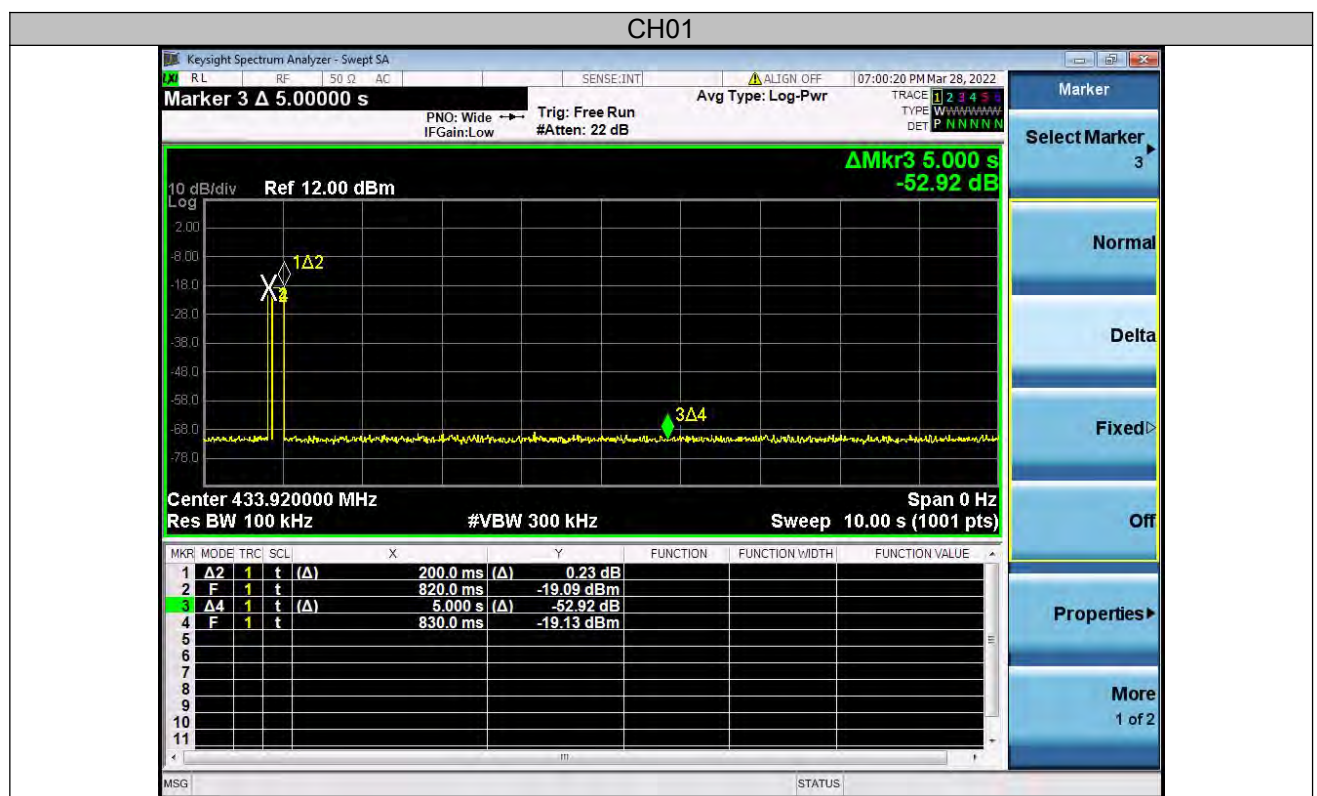 CH01
Keysight Spectrum Analyzer - Swept SA
LXI RL RF 50 Ω AC SENSE:INT ALIGN OFF 07:00:20 PM Mar 28, 2022
Marker 3 Δ 5.00000 s
PNO: Wide
IFGain:Low
Trig: Free Run
#Atten: 22 dB
Avg Type: Log-Pwr
TRACE 1 2 3 4 5 6
TYPE WWWWWW
DET P N N N N N
ΔMkr3 5.000 s
-52.92 dB
10 dB/div Ref 12.00 dBm
Log
2.00
-8.00
-18.0
-28.0
-38.0
-48.0
-58.0
-68.0
-78.0
1Δ2
X 2
3Δ4
Center 433.920000 MHz Span 0 Hz
Res BW 100 kHz #VBW 300 kHz Sweep 10.00 s (1001 pts)
MKR MODE TRC SCL X Y FUNCTION FUNCTION WIDTH FUNCTION VALUE
1 Δ2 1 t (Δ) 200.0 ms (Δ) 0.23 dB
2 F 1 t 820.0 ms -19.09 dBm
3 Δ4 1 t (Δ) 5.000 s (Δ) -52.92 dB
4 F 1 t 830.0 ms -19.13 dBm
5
6
7
8
9
10
11
MSG STATUS
Marker
Select Marker
3
Normal
Delta
Fixed
Off
Properties
More
1 of 2